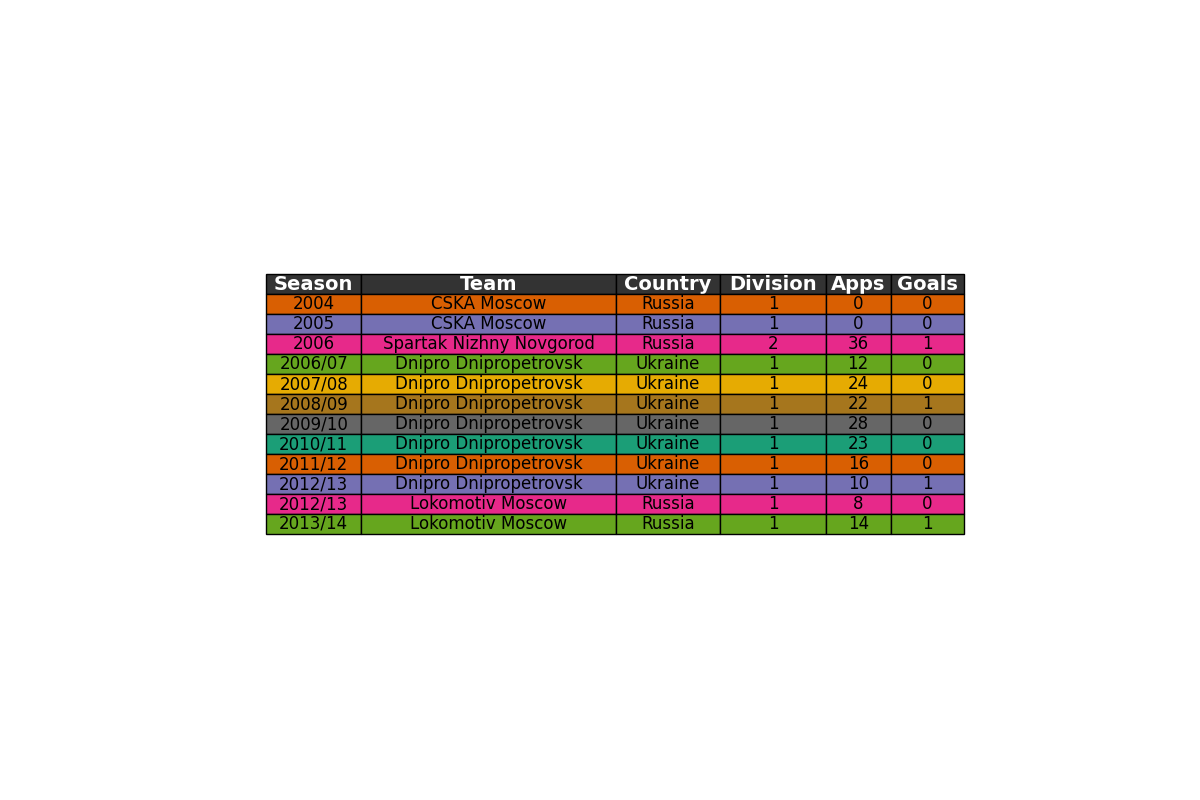 Season Team Country Division Apps Goals
2004 CSKA Moscow Russia 1 0 0
2005 CSKA Moscow Russia 1 0 0
2006 Spartak Nizhny Novgorod Russia 2 36 1
2006/07 Dnipro Dnipropetrovsk Ukraine 1 12 0
2007/08 Dnipro Dnipropetrovsk Ukraine 1 24 0
2008/09 Dnipro Dnipropetrovsk Ukraine 1 22 1
2009/10 Dnipro Dnipropetrovsk Ukraine 1 28 0
2010/11 Dnipro Dnipropetrovsk Ukraine 1 23 0
2011/12 Dnipro Dnipropetrovsk Ukraine 1 16 0
2012/13 Dnipro Dnipropetrovsk Ukraine 1 10 1
2012/13 Lokomotiv Moscow Russia 1 8 0
2013/14 Lokomotiv Moscow Russia 1 14 1